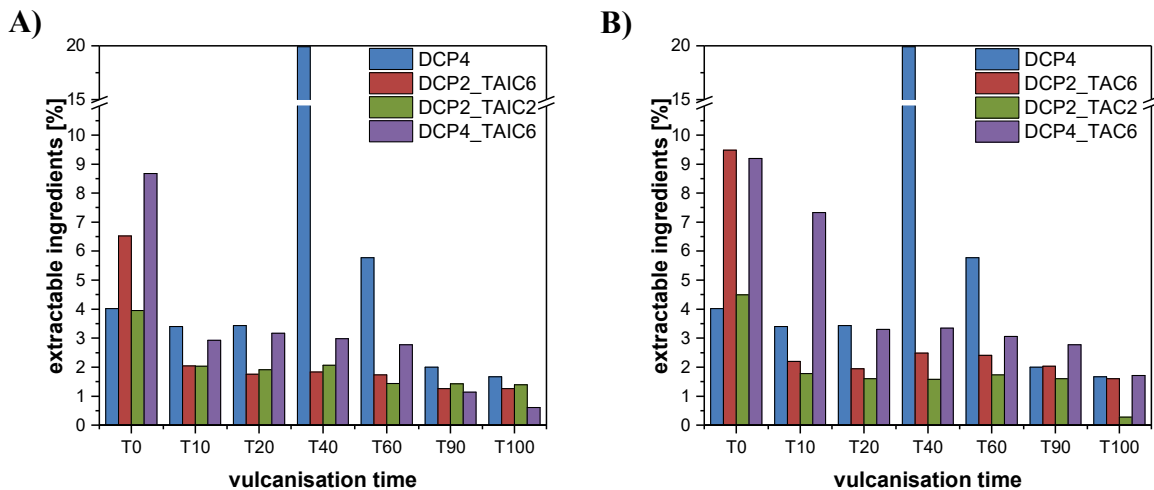 A)
20
15
10
9
8
7
6
5
4
3
2
1
0
extractable ingredients [%]
DCP4
DCP2_TAIC6
DCP2_TAIC2
DCP4_TAIC6
T0 T10 T20 T40 T60 T90 T100
vulcanisation time
B)
20
15
10
9
8
7
6
5
4
3
2
1
0
extractable ingredients [%]
DCP4
DCP2_TAC6
DCP2_TAC2
DCP4_TAC6
T0 T10 T20 T40 T60 T90 T100
vulcanisation time